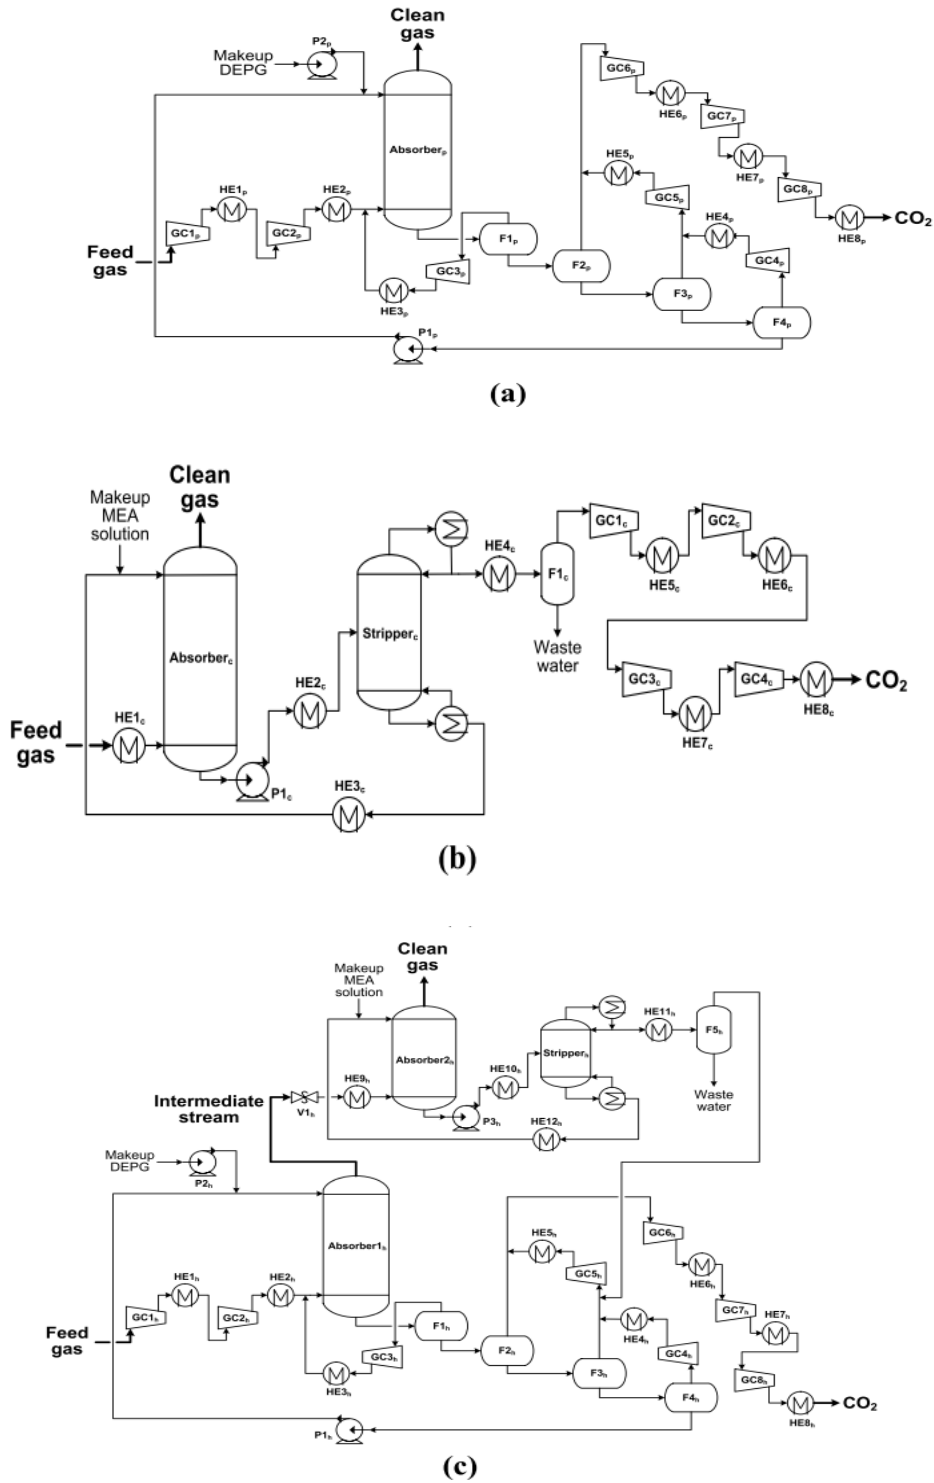 Clean
gas
P2p
Makeup
DEPG
GC6p
HE6p
GC7p
Absorberp
HE5p
HE7p
GC8p
HE1p
HE2p
GC5p
HE4p
HE8p
CO2
GC1p
GC2p
F1p
Feed
gas
GC3p
F2p
GC4p
HE3p
F3p
F4p
P1p
(a)
Clean
gas
Makeup
MEA
solution
GC1c
GC2c
HE4c
F1c
HE5c
HE6c
Stripperc
Waste
water
Absorberc
HE2c
GC3c
GC4c
CO2
HE1c
HE8c
Feed
gas
HE7c
P1c
HE3c
(b)
Clean
gas
Makeup
MEA
solution
HE11h
F5h
Absorber2h
Stripperh
HE9h
HE10h
Intermediate
stream
V1h
P3h
Waste
water
HE12h
Makeup
DEPG
P2h
Absorber1h
HE5h
GC6h
HE1h
HE2h
GC5h
HE6h
GC7h
HE7h
GC1h
GC2h
F1h
HE4h
Feed
gas
GC3h
F2h
GC4h
HE3h
F3h
GC8h
F4h
HE8h
CO2
P1h
(c)